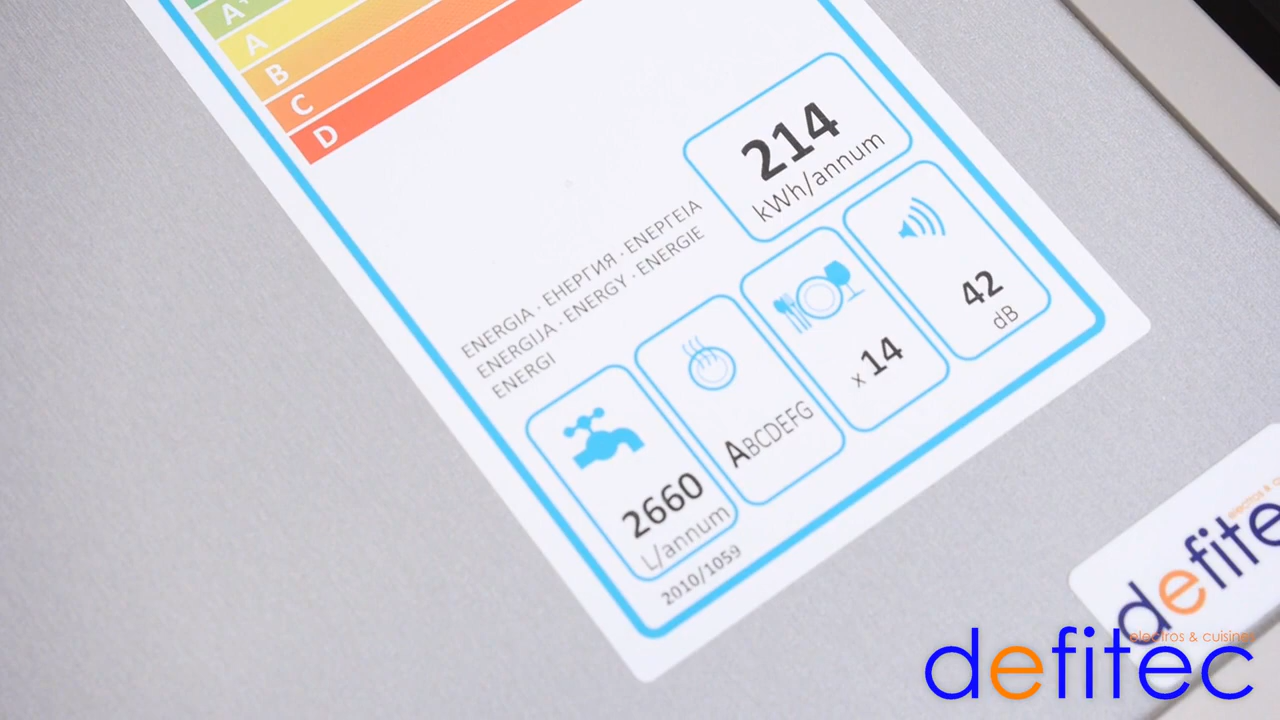 A+
A
B
C
D
214
kWh/annum
ENERGIA · ЕНЕРГИЯ · ΕΝΕΡΓΕΙΑ
ENERGIJA · ENERGY · ENERGIE
ENERGI
2660
L/annum
ABCDEFG
x 14
42
dB
2010/1059
defite
defitec
electros & cuisines